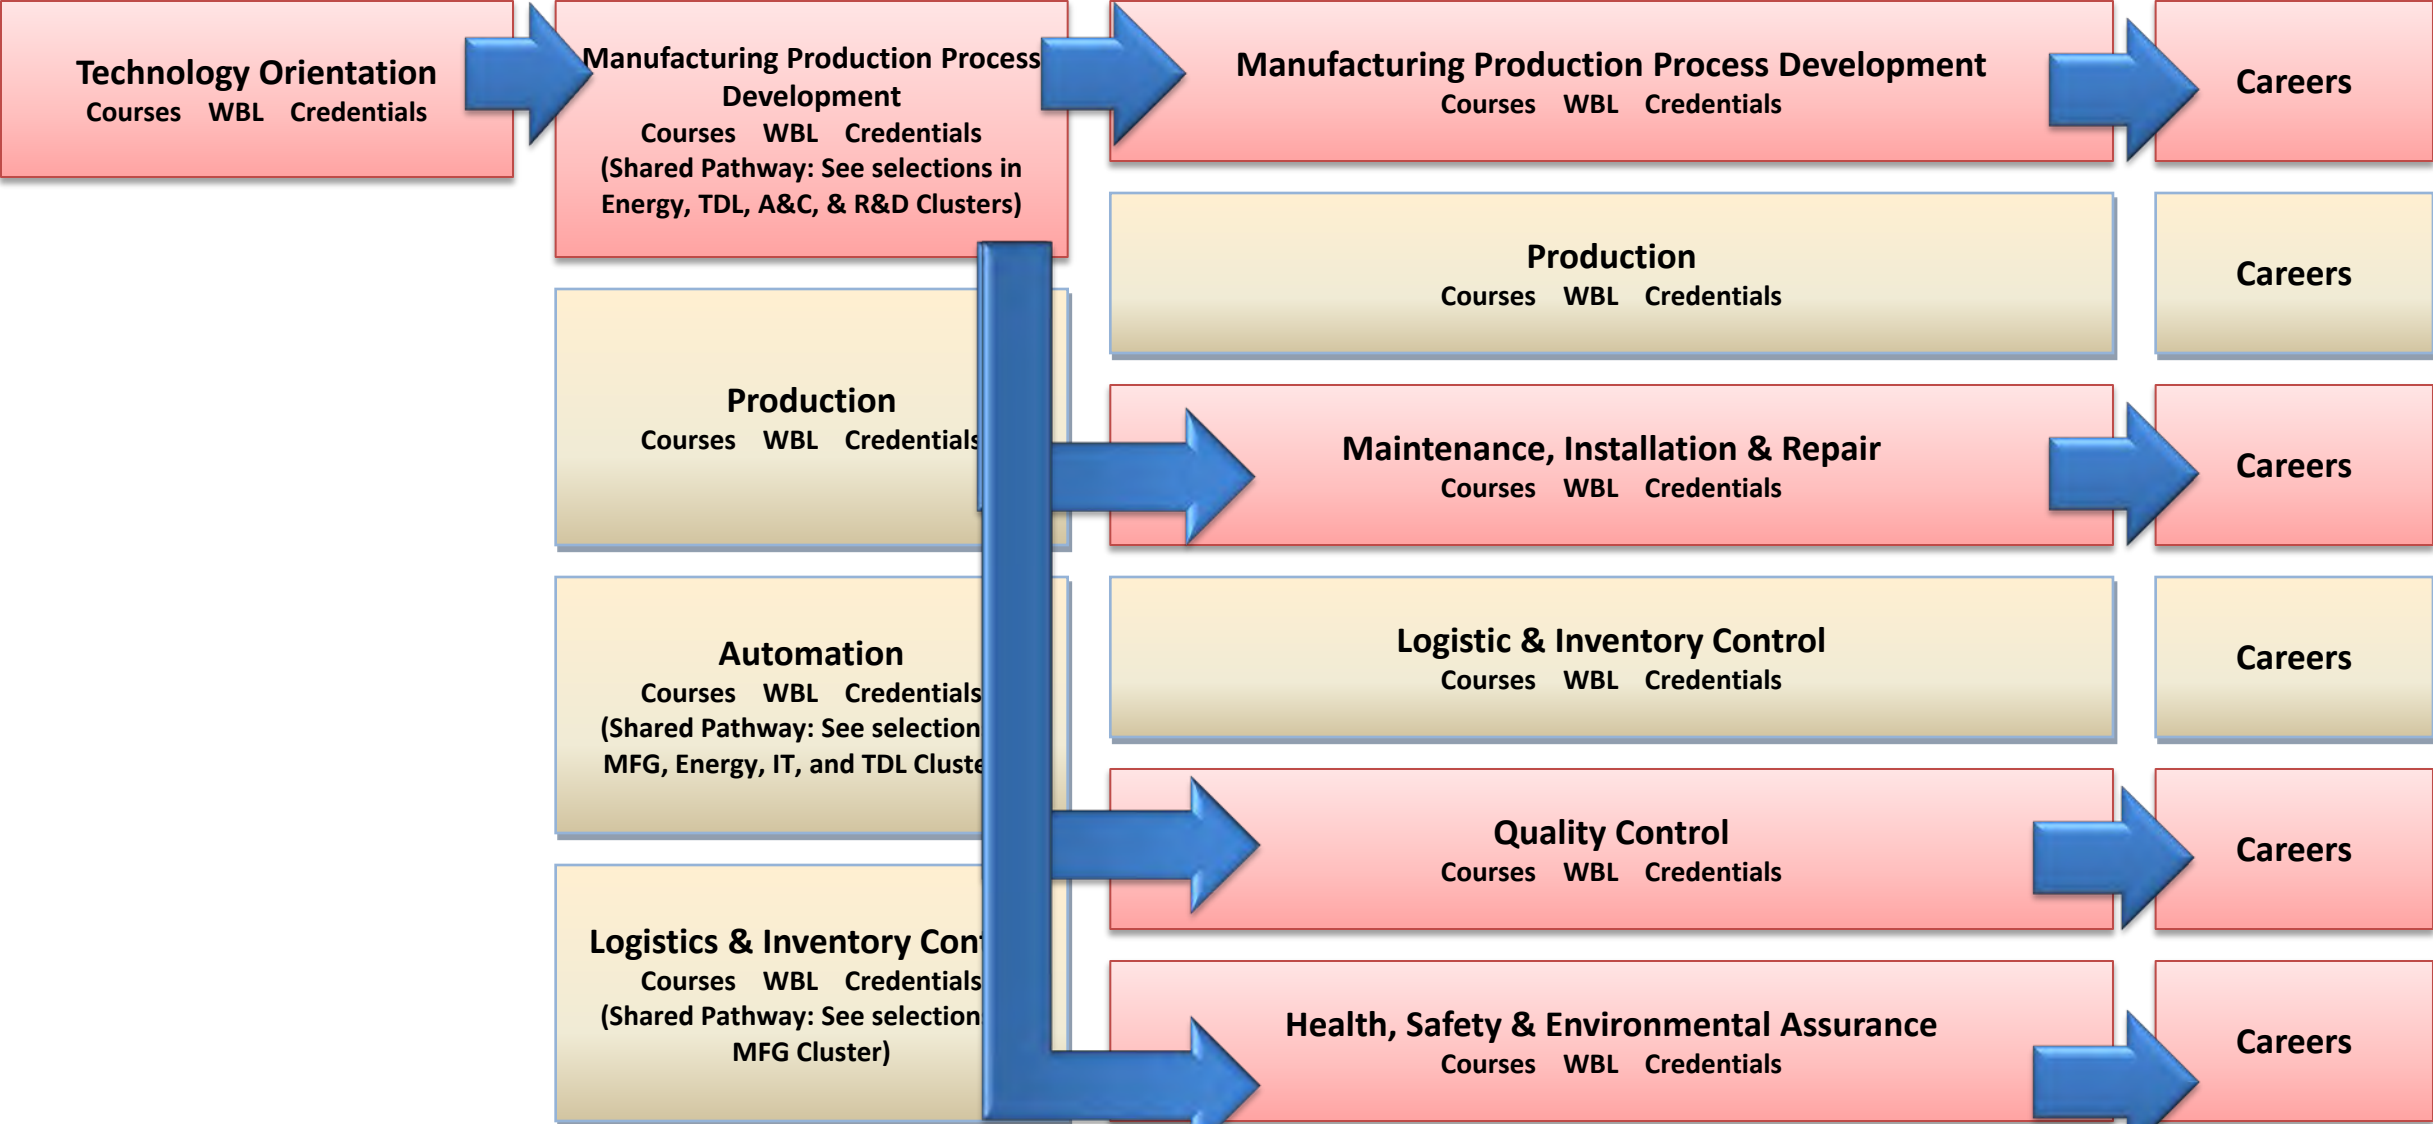 Technology Orientation
Courses WBL Credentials
Manufacturing Production Process
Development
Courses WBL Credentials
(Shared Pathway: See selections in
Energy, TDL, A&C, & R&D Clusters)
Production
Courses WBL Credentials
Automation
Courses WBL Credentials
(Shared Pathway: See selection
MFG, Energy, IT, and TDL
Logistics & Inventory
Courses WBL Credentials
(Shared Pathway: See selection
MFG Cluster)
Manufacturing Production Process Development
Courses WBL Credentials
Production
Courses WBL Credentials
Maintenance, Installation & Repair
Courses WBL Credentials
Logistic & Inventory Control
Courses WBL Credentials
Quality Control
Courses WBL Credentials
Health, Safety & Environmental Assurance
Courses WBL Credentials
Careers
Careers
Careers
Careers
Careers
Careers